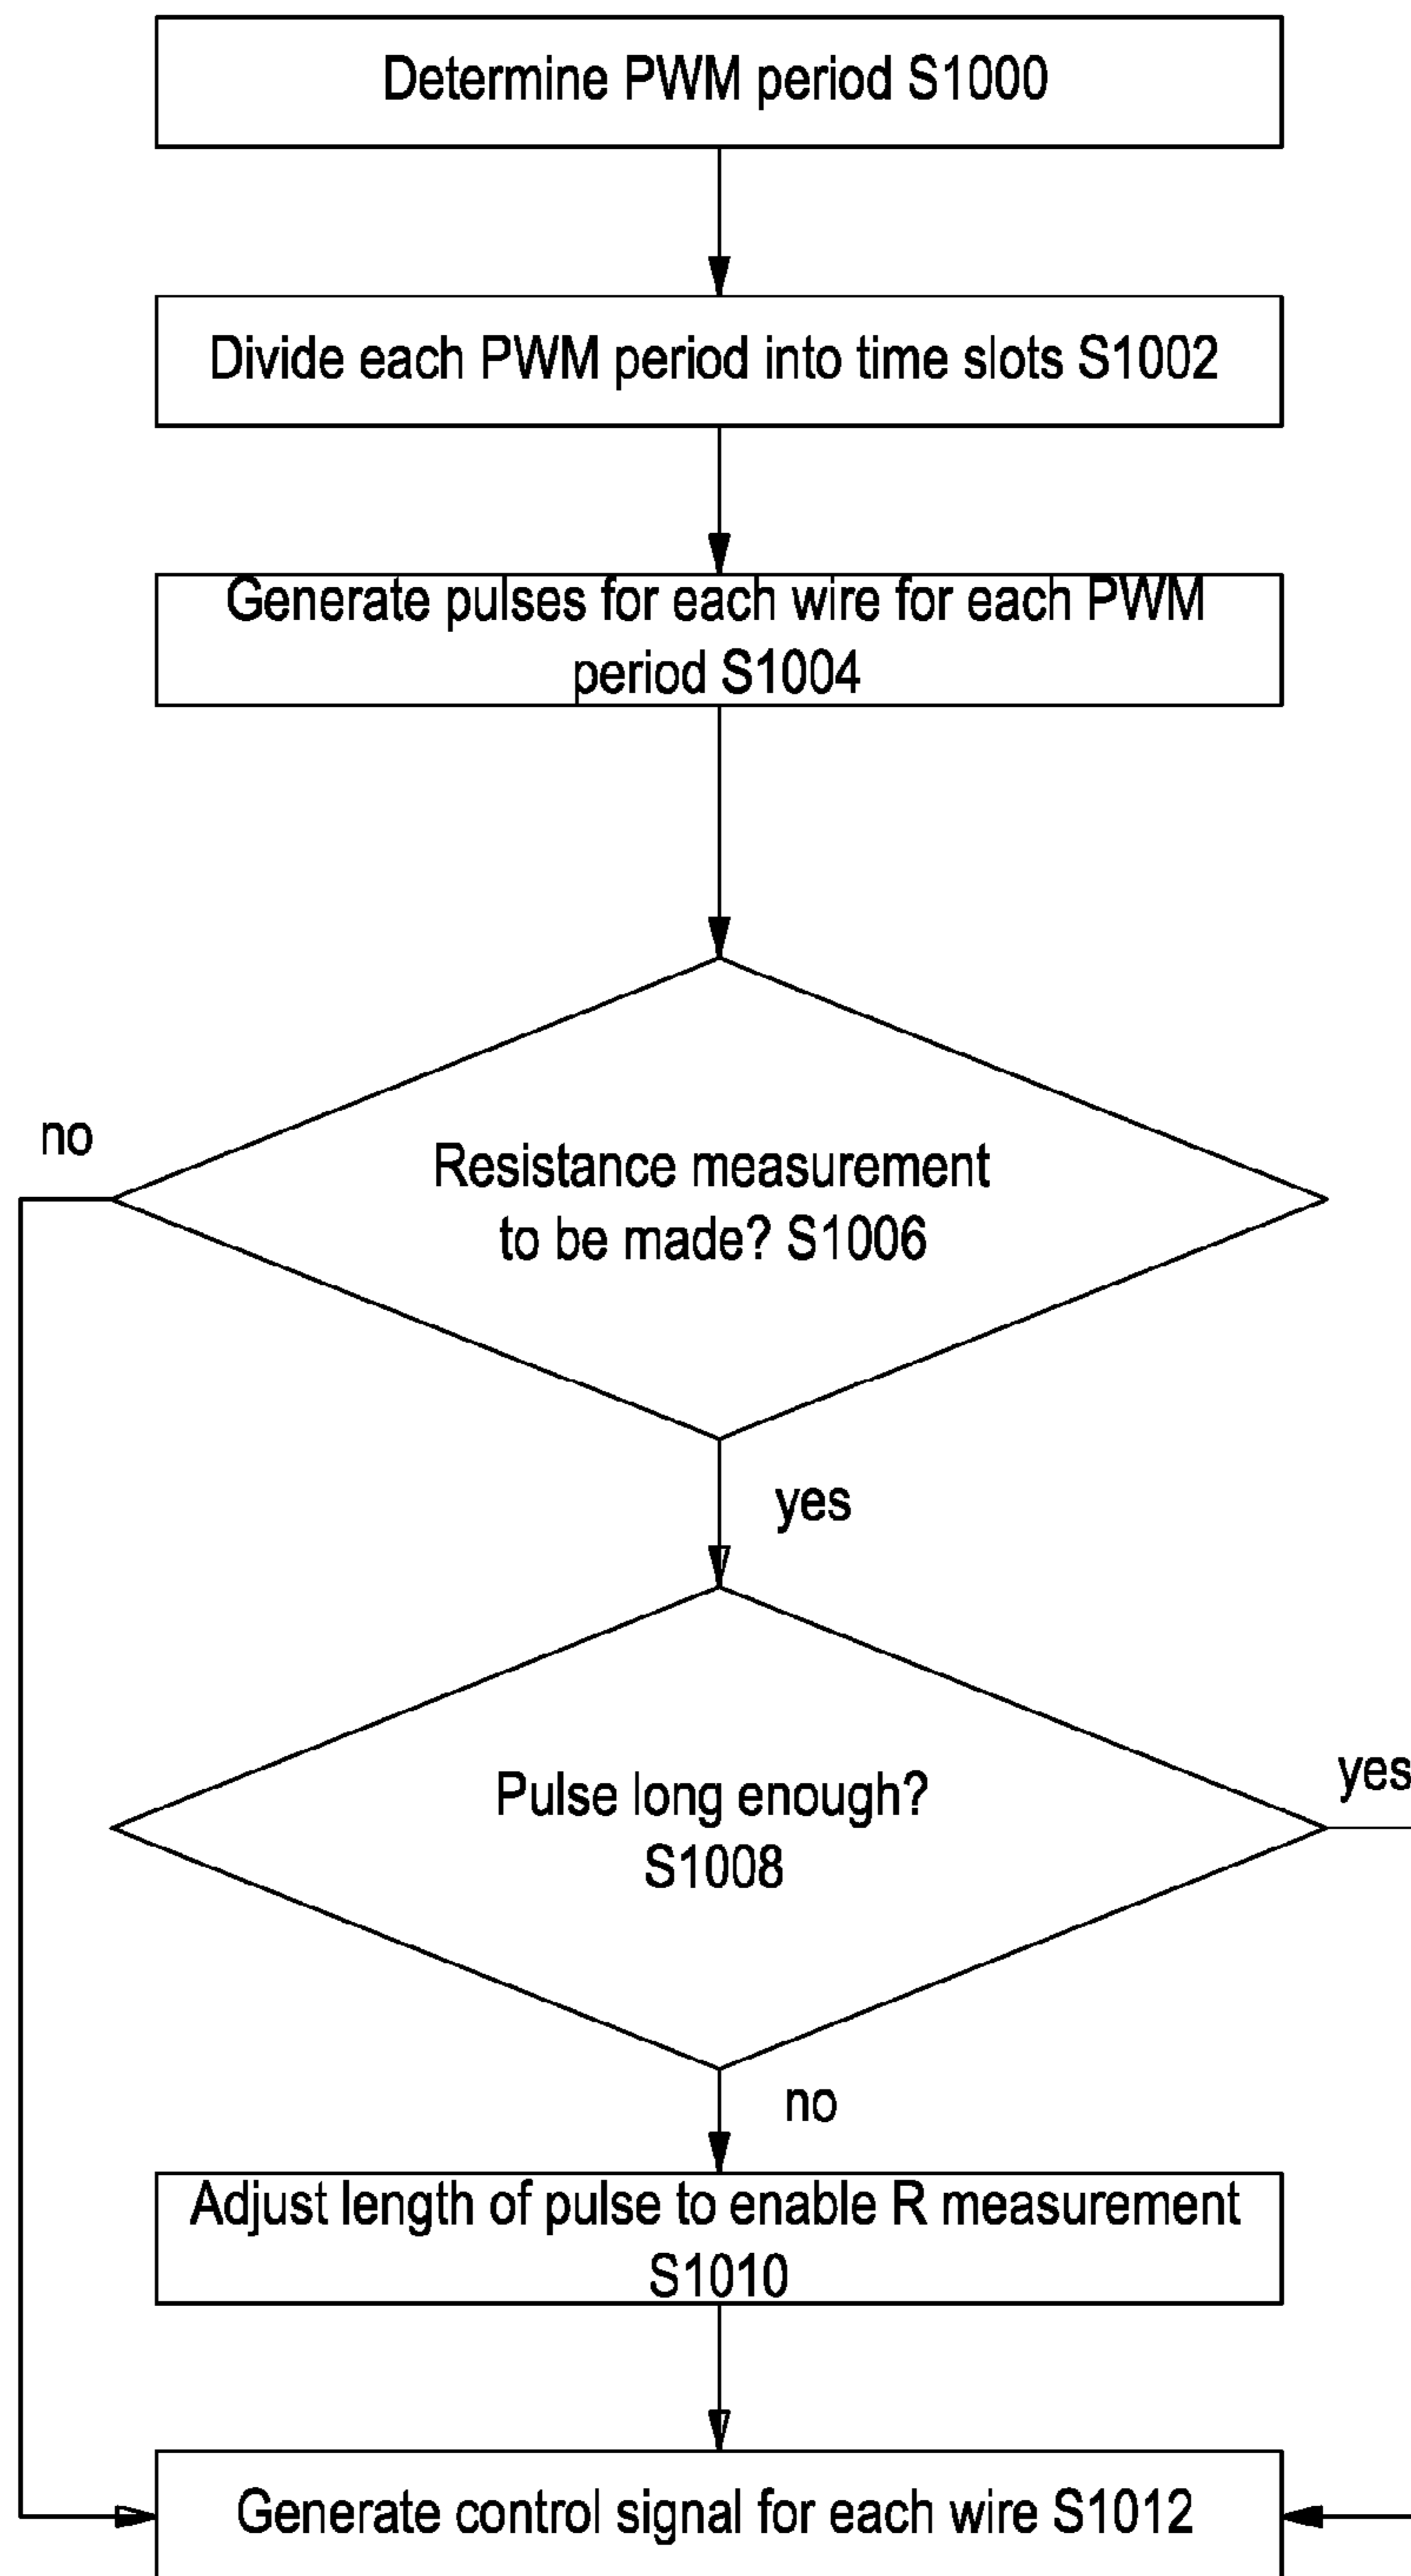 Determine PWM period S1000
Divide each PWM period into time slots S1002
Generate pulses for each wire for each PWM
period S1004
no
Resistance measurement
to be made? S1006
yes
Pulse long enough?
S1008
yes
no
Adjust length of pulse to enable R measurement
S1010
Generate control signal for each wire S1012